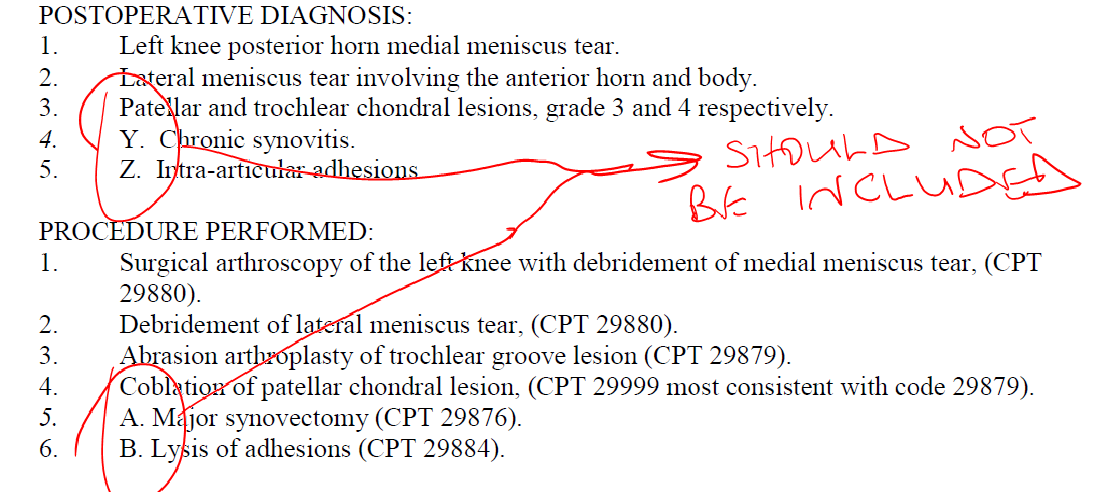 POSTOPERATIVE DIAGNOSIS:
1. Left knee posterior horn medial meniscus tear.
2. Lateral meniscus tear involving the anterior horn and body.
3. Patellar and trochlear chondral lesions, grade 3 and 4 respectively.
4. Y. Chronic synovitis.
5. Z. Intra-articular adhesions
SHOULD NOT
BE INCLUDED
PROCEDURE PERFORMED:
1. Surgical arthroscopy of the left knee with debridement of medial meniscus tear, (CPT
29880).
2. Debridement of lateral meniscus tear, (CPT 29880).
3. Abrasion arthroplasty of trochlear groove lesion (CPT 29879).
4. Coblation of patellar chondral lesion, (CPT 29999 most consistent with code 29879).
5. A. Major synovectomy (CPT 29876).
6. B. Lysis of adhesions (CPT 29884).